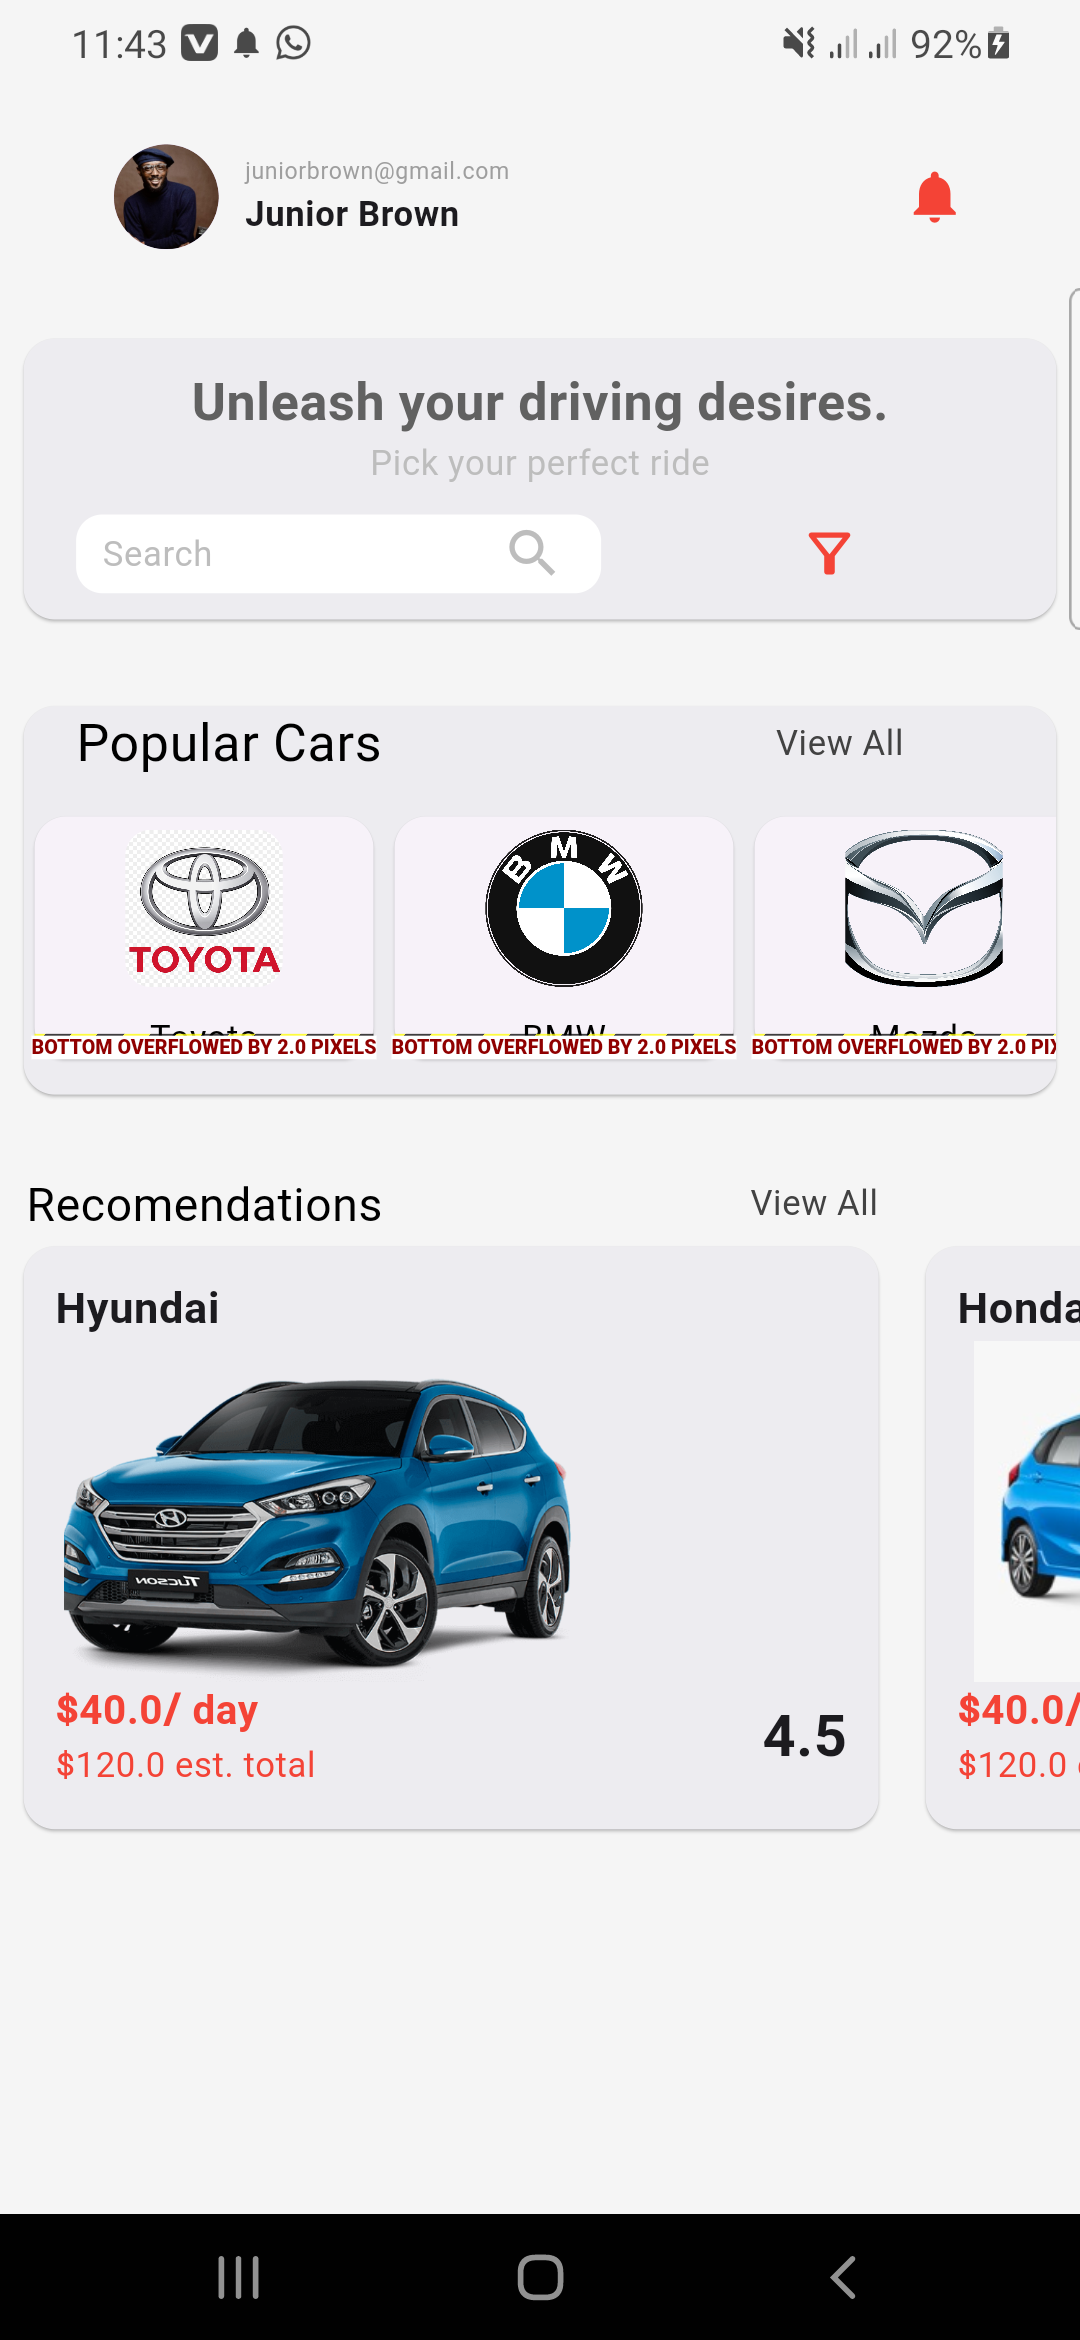 11:43
92%
juniorbrown@gmail.com
Junior Brown
Unleash your driving desires.
Pick your perfect ride
Search
Popular Cars
View All
TOYOTA
BMW
Toyota
BMW
Mazda
BOTTOM OVERFLOWED BY 2.0 PIXELS
BOTTOM OVERFLOWED BY 2.0 PIXELS
BOTTOM OVERFLOWED BY 2.0 PIX
Recomendations
View All
Hyundai
Honda
TUCSON
$40.0/ day
$120.0 est. total
4.5
$40.0/
$120.0